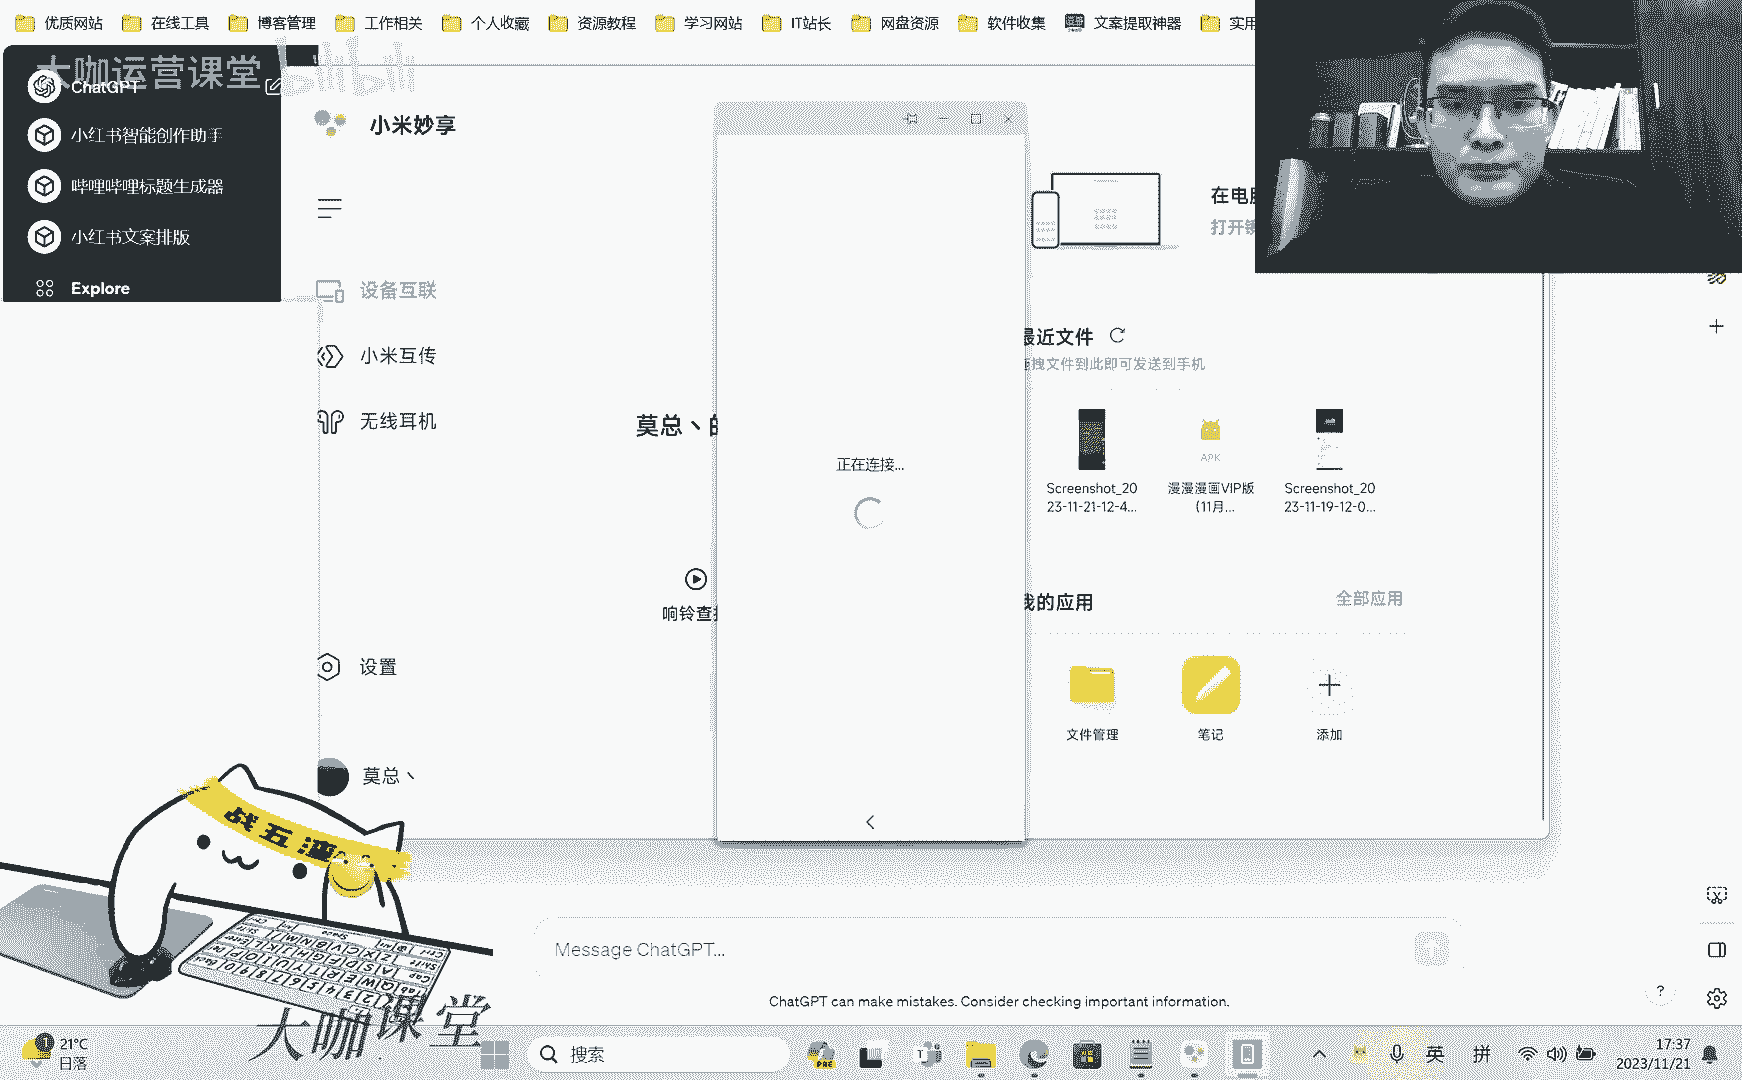 优质网站 在线工具 博客管理 工作相关 个人收藏 资源教程 学习网站 IT站长 网盘资源 软件收集 文案提取神器 实用
大咖运营课堂 bilibili
ChatGPT
小红书智能创作助手
哔哩哔哩标题生成器
小红书文案排版
Explore
小米妙享
设备互联
小米互传
无线耳机
设置
莫总丶
莫总丶的
响铃查找
正在连接...
在电脑
打开镜
最近文件
拖拽文件到此即可发送到手机
Screenshot_20
23-11-21-12-4...
APK
漫漫漫画VIP版
(11月...
Screenshot_20
23-11-19-12-0...
我的应用 全部应用
文件管理 笔记 添加
战五渣
大咖课堂
Message ChatGPT...
ChatGPT can make mistakes. Consider checking important information.
?
21°C
日落
搜索
英 拼
17:37
2023/11/21